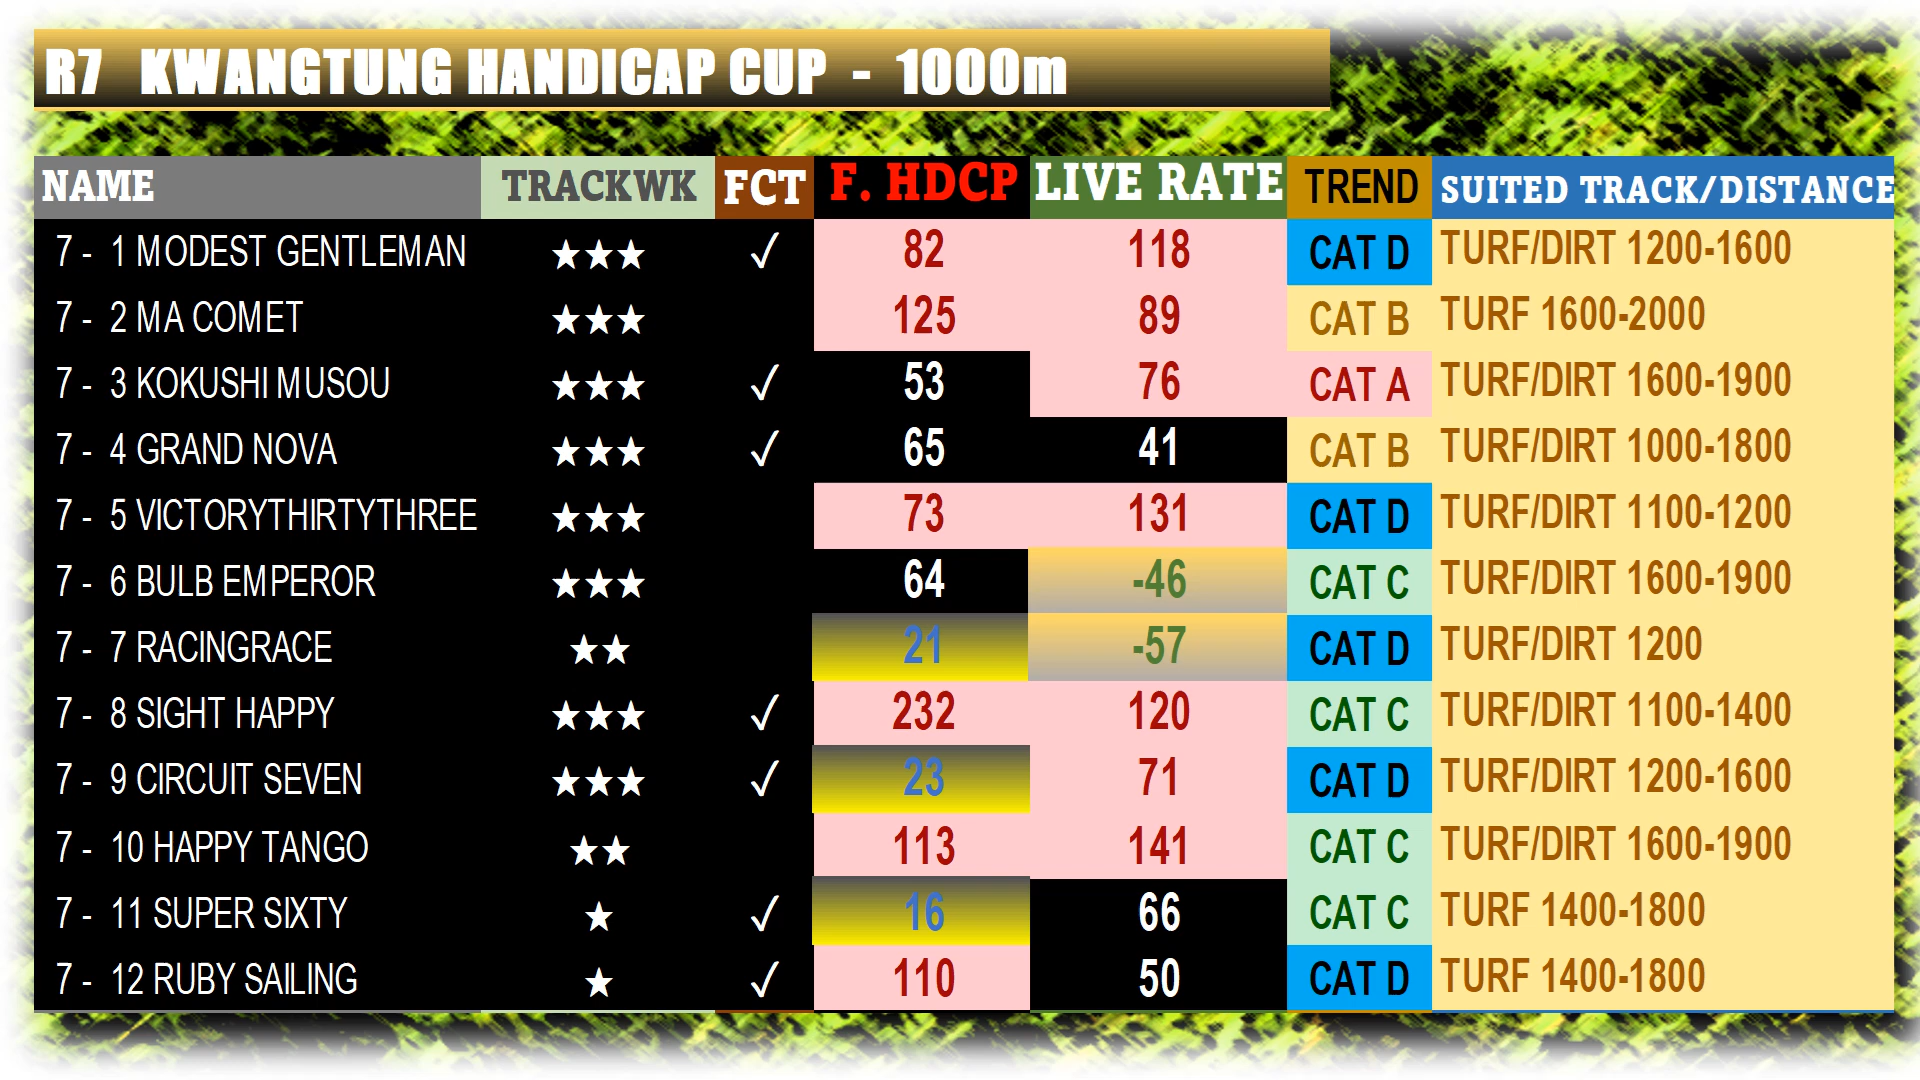 R7 KWANGTUNG HANDICAP CUP - 1000m
NAME TRACKWK FCT F. HDCP LIVE RATE TREND SUITED TRACK/DISTANCE
7 - 1 MODEST GENTLEMAN ★★★ ✓ 82 118 CAT D TURF/DIRT 1200-1600
7 - 2 MA COMET ★★★ 125 89 CAT B TURF 1600-2000
7 - 3 KOKUSHI MUSOU ★★★ ✓ 53 76 CAT A TURF/DIRT 1600-1900
7 - 4 GRAND NOVA ★★★ ✓ 65 41 CAT B TURF/DIRT 1000-1800
7 - 5 VICTORYTHIRTYTHREE ★★★ 73 131 CAT D TURF/DIRT 1100-1200
7 - 6 BULB EMPEROR ★★★ 64 -46 CAT C TURF/DIRT 1600-1900
7 - 7 RACINGRACE ★★ 21 -57 CAT D TURF/DIRT 1200
7 - 8 SIGHT HAPPY ★★★ ✓ 232 120 CAT C TURF/DIRT 1100-1400
7 - 9 CIRCUIT SEVEN ★★★ ✓ 23 71 CAT D TURF/DIRT 1200-1600
7 - 10 HAPPY TANGO ★★ 113 141 CAT C TURF/DIRT 1600-1900
7 - 11 SUPER SIXTY ★ ✓ 16 66 CAT C TURF 1400-1800
7 - 12 RUBY SAILING ★ ✓ 110 50 CAT D TURF 1400-1800